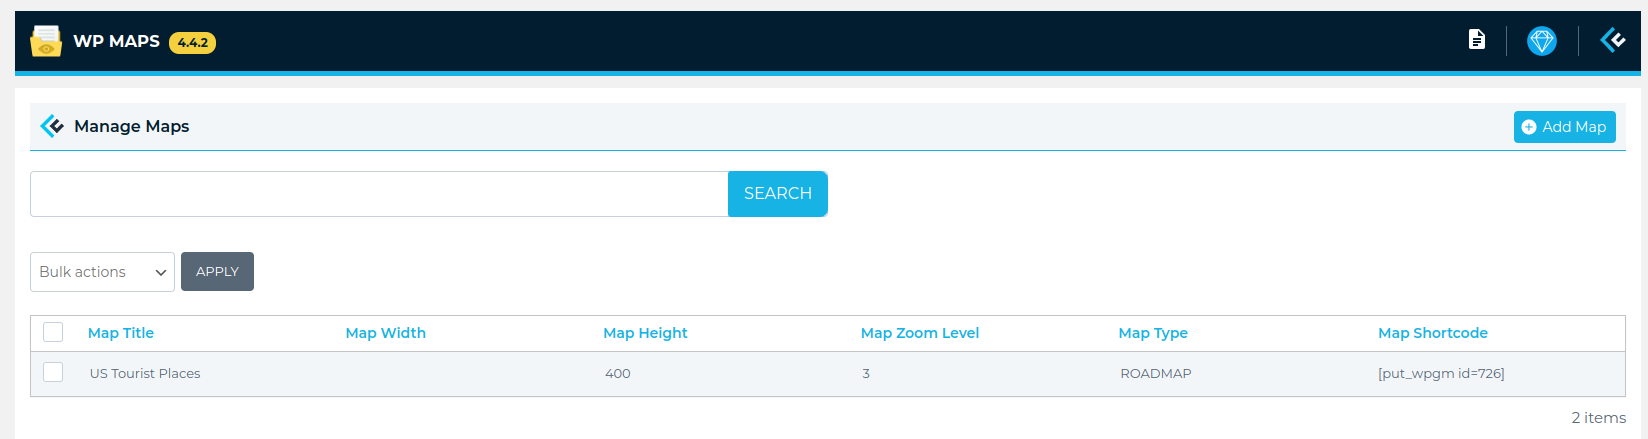 WP MAPS 4.4.2
Manage Maps
Add Map
SEARCH
Bulk actions
APPLY
Map Title Map Width Map Height Map Zoom Level Map Type Map Shortcode
US Tourist Places 400 3 ROADMAP [put_wpgm id=726]
2 items